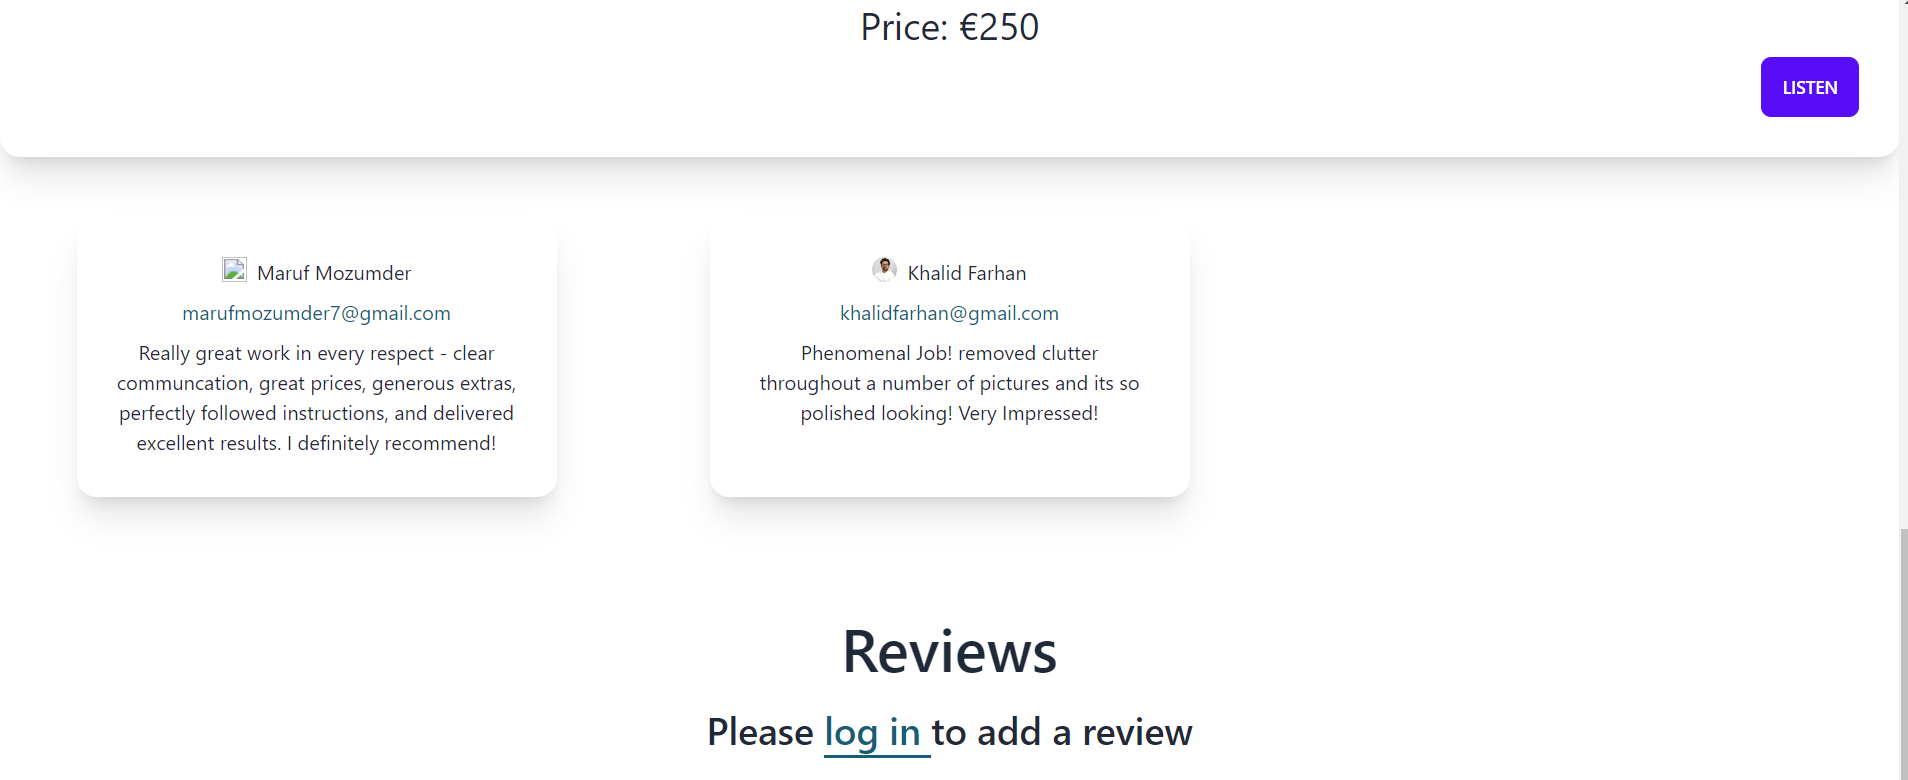 Price: €250
LISTEN
Maruf Mozumder
marufmozumder7@gmail.com
Really great work in every respect - clear
communcation, great prices, generous extras,
perfectly followed instructions, and delivered
excellent results. I definitely recommend!
Khalid Farhan
khalidfarhan@gmail.com
Phenomenal Job! removed clutter
throughout a number of pictures and its so
polished looking! Very Impressed!
Reviews
Please log in to add a review